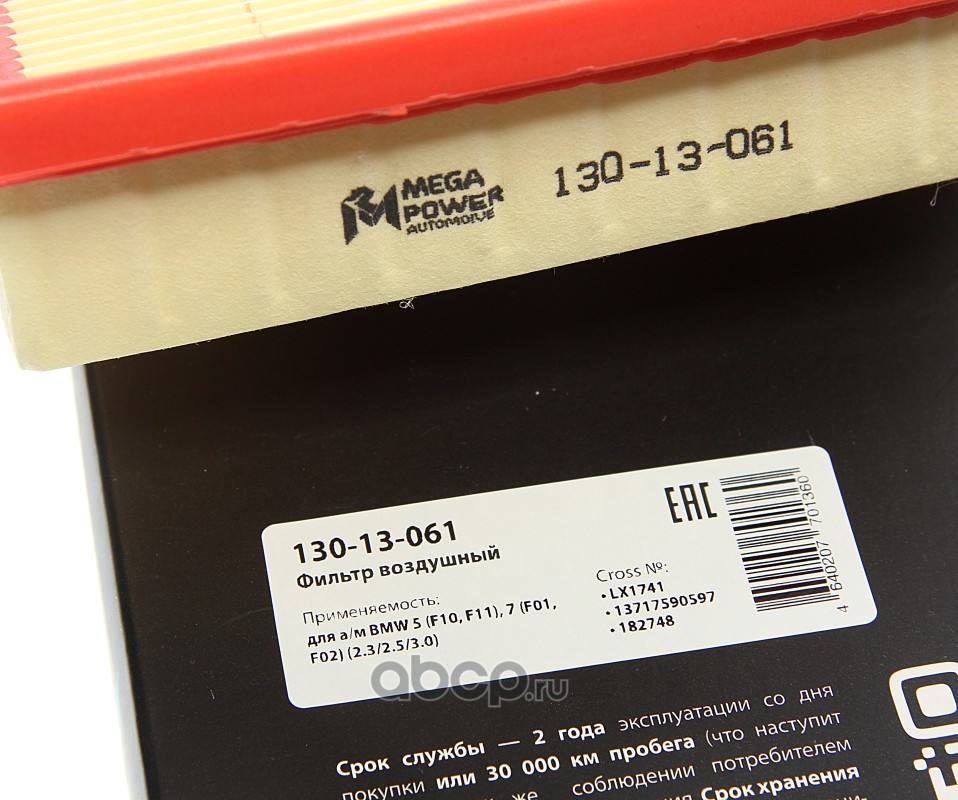 MEGA
POWER
AUTOMOTIVE
130-13-061
130-13-061
Фильтр воздушный
Применяемость:
для а/м BMW 5 (F10, F11), 7 (F01,
F02) (2.3/2.5/3.0)
EAC
Cross №:
• LX1741
• 13717590597
• 182748
4 640207 701360
abcp.ru
Срок службы — 2 года эксплуатации со дня
покупки или 30 000 км пробега (что наступит
же соблюдении потребителем
Срок хранения